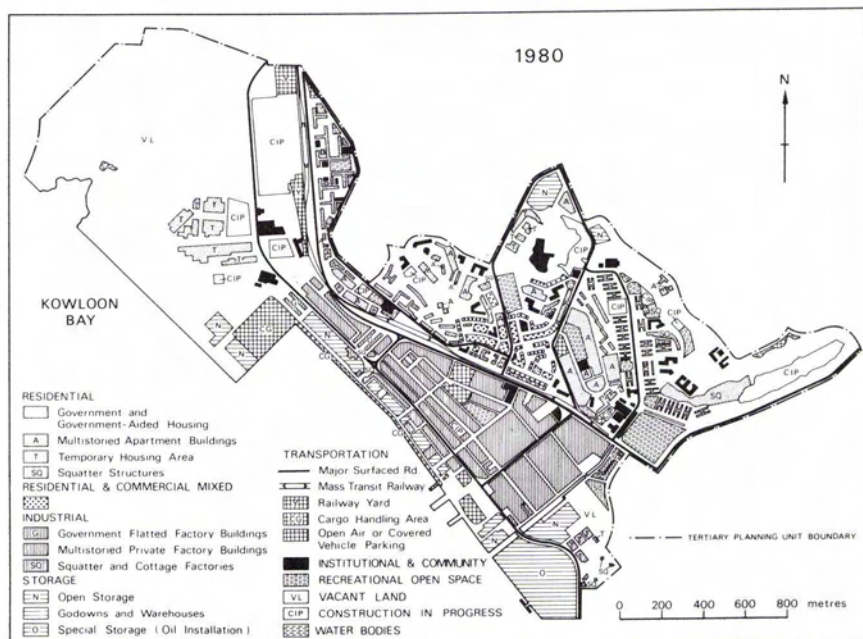 1980
N
VL
V
CIP
T
T
T
CIP
T
T
CIP
CIP
KOWLOON
BAY
N
CG
N
N
CG
CG
N
A
CIP
N
CIP
A
A
CIP
A
A
A
A
A
A
CIP
A
CIP
SQ
CIP
VL
N
N
T
SQ
O
RESIDENTIAL
Government and
Government-Aided Housing
A Multistoried Apartment Buildings
T Temporary Housing Area
SQ Squatter Structures
RESIDENTIAL & COMMERCIAL MIXED
INDUSTRIAL
G Government Flatted Factory Buildings
Multistoried Private Factory Buildings
SQ Squatter and Cottage Factories
STORAGE
N Open Storage
Godowns and Warehouses
O Special Storage (Oil Installation)
TRANSPORTATION
Major Surfaced Rd
Mass Transit Railway
Railway Yard
Cargo Handling Area
Open Air or Covered
Vehicle Parking
INSTITUTIONAL & COMMUNITY
RECREATIONAL OPEN SPACE
VL VACANT LAND
CIP CONSTRUCTION IN PROGRESS
WATER BODIES
TERTIARY PLANNING UNIT BOUNDARY
0 200 400 600 800 metres